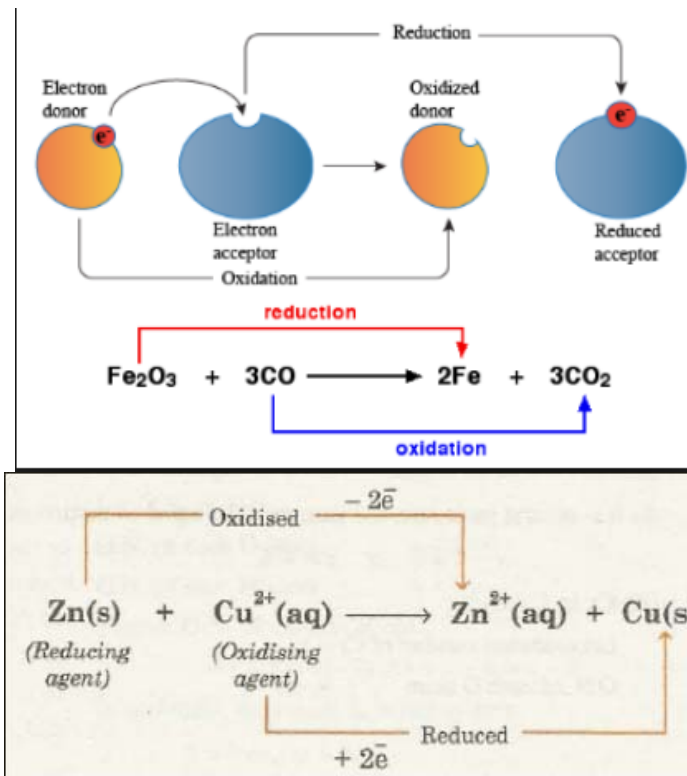 Reduction
Electron
donor
Oxidized
donor
e⁻
e⁻
Electron
acceptor
Reduced
acceptor
Oxidation
reduction
Fe₂O₃ + 3CO ⟶ 2Fe + 3CO₂
oxidation
− 2e̅
Oxidised
Zn(s) + Cu²⁺(aq) ⟶ Zn²⁺(aq) + Cu(s
(Reducing agent)
(Oxidising agent)
Reduced
+ 2e̅